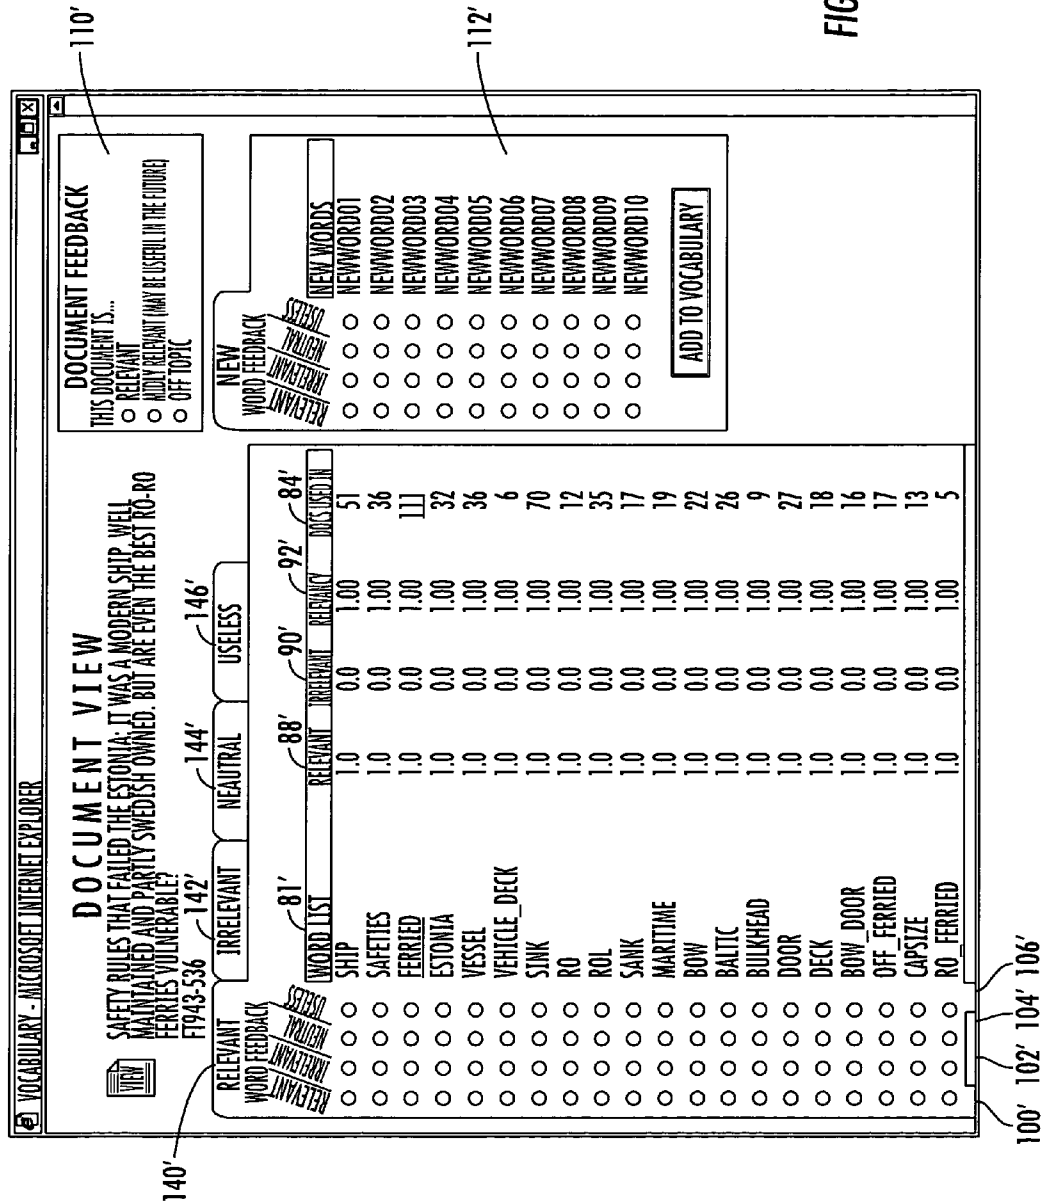 VOCABULARY - MICROSOFT INTERNET EXPLORER
DOCUMENT VIEW
VIEW
SAFETY RULES THAT FAILED THE ESTONIA: IT WAS A MODERN SHIP, WELL
MAINTAINED AND PARTLY SWEDISH OWNED. BUT ARE EVEN THE BEST RO-RO
FERRIES VULNERABLE?
FT943-536
DOCUMENT FEEDBACK
THIS DOCUMENT IS...
RELEVANT
MIDLY RELEVANT (MAY BE USEFUL IN THE FUTURE)
OFF TOPIC
110'
140'
142'
144'
146'
RELEVANT
IRRELEVANT
NEAUTRAL
USELESS
WORD FEEDBACK
RELEVANT IRRELEVANT NEUTRAL USELESS
81' 88' 90' 92' 84'
WORD LIST RELEVANT IRRELEVANT RELEVANCY DOCS USED IN
SHIP 1.0 0.0 1.00 51
SAFETIES 1.0 0.0 1.00 36
FERRIED 1.0 0.0 1.00 111
ESTONIA 1.0 0.0 1.00 32
VESSEL 1.0 0.0 1.00 36
VEHICLE_DECK 1.0 0.0 1.00 6
SINK 1.0 0.0 1.00 70
RO 1.0 0.0 1.00 12
ROL 1.0 0.0 1.00 35
SANK 1.0 0.0 1.00 17
MARITIME 1.0 0.0 1.00 19
BOW 1.0 0.0 1.00 22
BALTIC 1.0 0.0 1.00 26
BULKHEAD 1.0 0.0 1.00 9
DOOR 1.0 0.0 1.00 27
DECK 1.0 0.0 1.00 18
BOW_DOOR 1.0 0.0 1.00 16
OFF_FERRIED 1.0 0.0 1.00 17
CAPSIZE 1.0 0.0 1.00 13
RO_FERRIED 1.0 0.0 1.00 5
NEW
WORD FEEDBACK
RELEVANT IRRELEVANT NEUTRAL USELESS
NEW WORDS
NEWWORD01
NEWWORD02
NEWWORD03
NEWWORD04
NEWWORD05
NEWWORD06
NEWWORD07
NEWWORD08
NEWWORD09
NEWWORD10
ADD TO VOCABULARY
112'
100' 102' 104' 106'
FIG